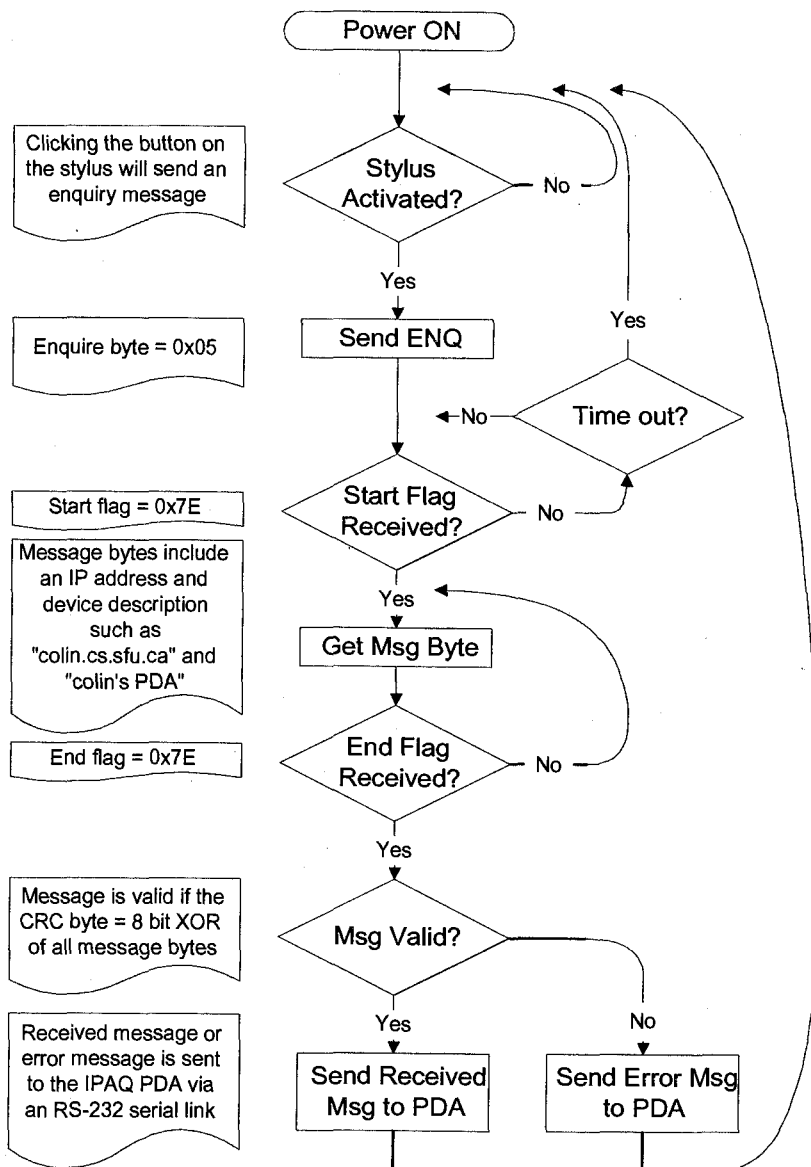 Power ON
Clicking the button on
the stylus will send an
enquiry message
Stylus
Activated?
No
Yes
Enquire byte = 0x05
Send ENQ
Yes
No
Time out?
Start flag = 0x7E
Start Flag
Received?
No
Message bytes include
an IP address and
device description
such as
"colin.cs.sfu.ca" and
"colin's PDA"
Yes
Get Msg Byte
End flag = 0x7E
End Flag
Received?
No
Yes
Message is valid if the
CRC byte = 8 bit XOR
of all message bytes
Msg Valid?
Yes
No
Received message or
error message is sent
to the IPAQ PDA via
an RS-232 serial link
Send Received
Msg to PDA
Send Error Msg
to PDA